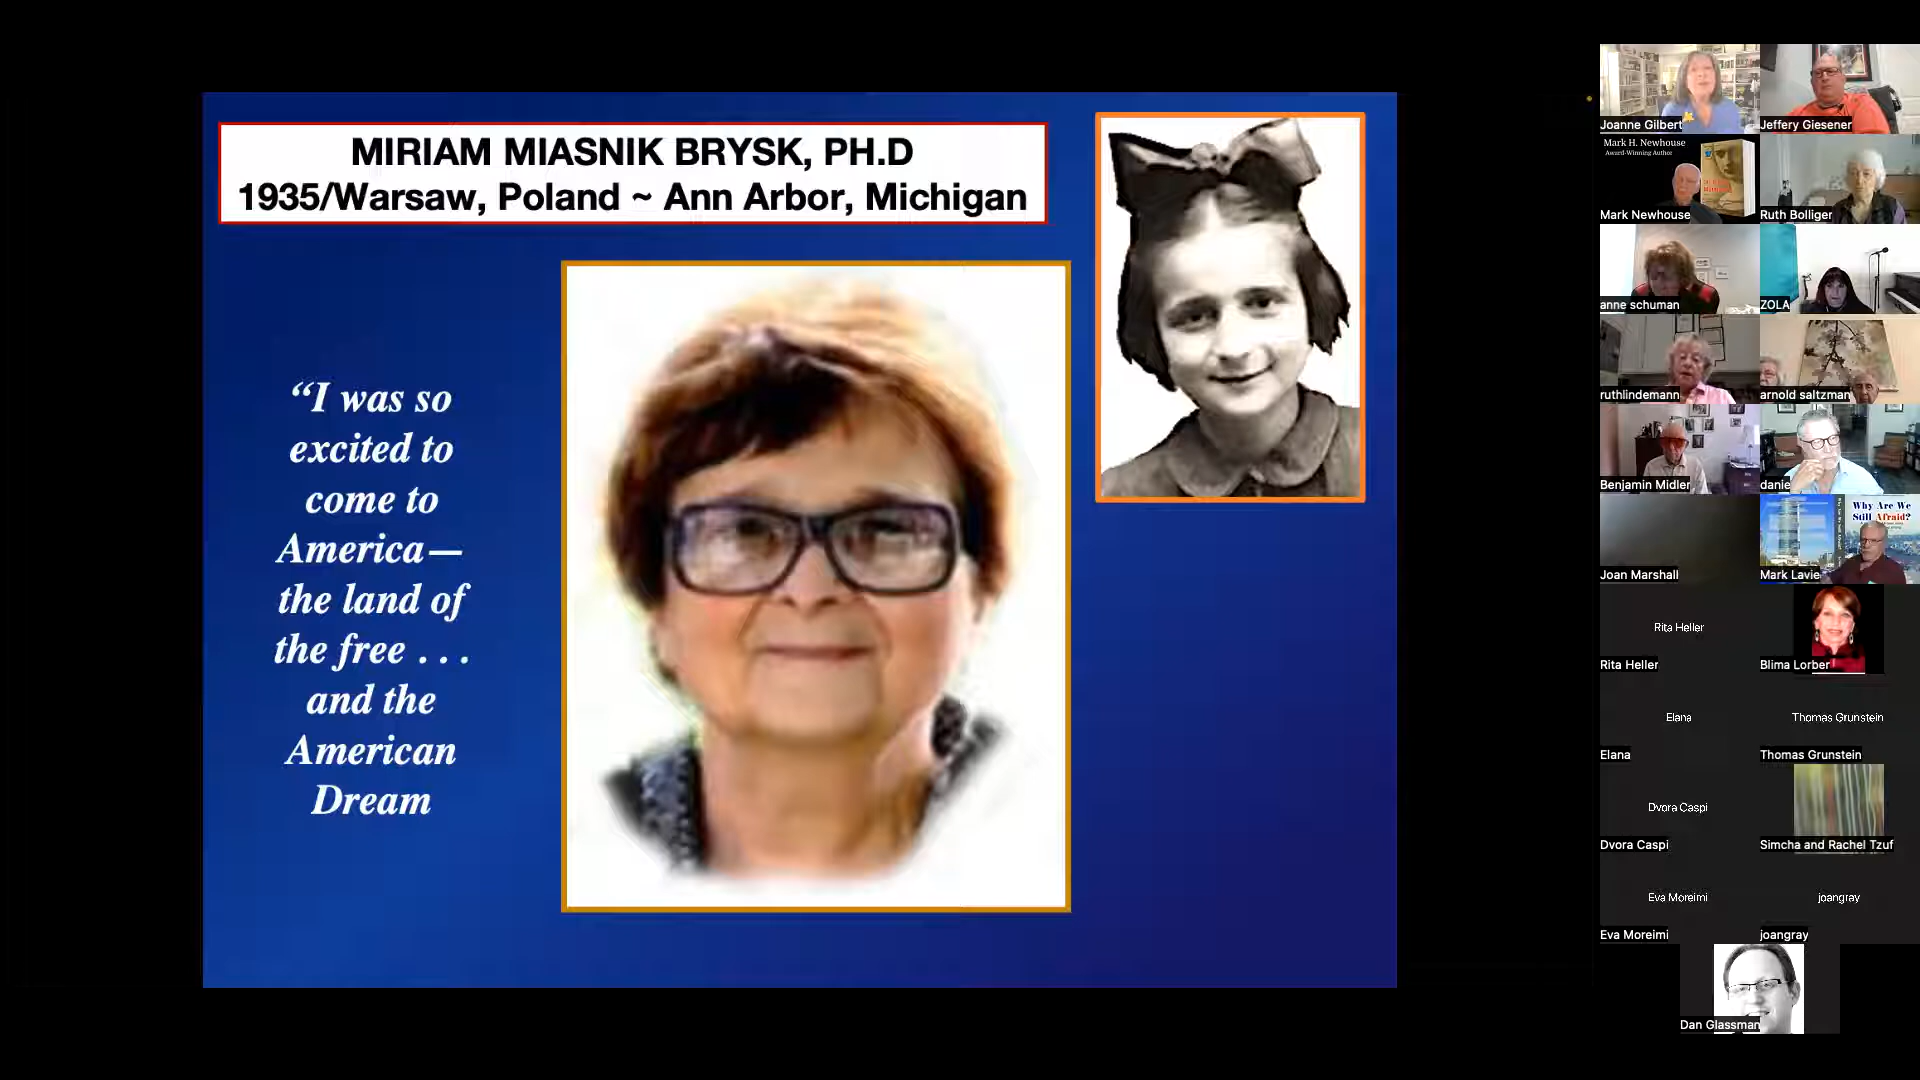 MIRIAM MIASNIK BRYSK, PH.D
1935/Warsaw, Poland ~ Ann Arbor, Michigan
“I was so
excited to
come to
America—
the land of
the free . . .
and the
American
Dream
Joanne Gilbert
Jeffery Giesener
Mark H. Newhouse
Award-Winning Author
Mark Newhouse
Ruth Bolliger
anne schuman
ZOLA
ruthlindemann
arnold saltzman
Benjamin Midler
danie
Why Are We
Still Afraid?
Joan Marshall
Mark Lavie
Rita Heller
Rita Heller
Blima Lorber
Elana
Thomas Grunstein
Elana
Thomas Grunstein
Dvora Caspi
Dvora Caspi
Simcha and Rachel Tzuf
Eva Moreimi
joangray
Eva Moreimi
joangray
Dan Glassman